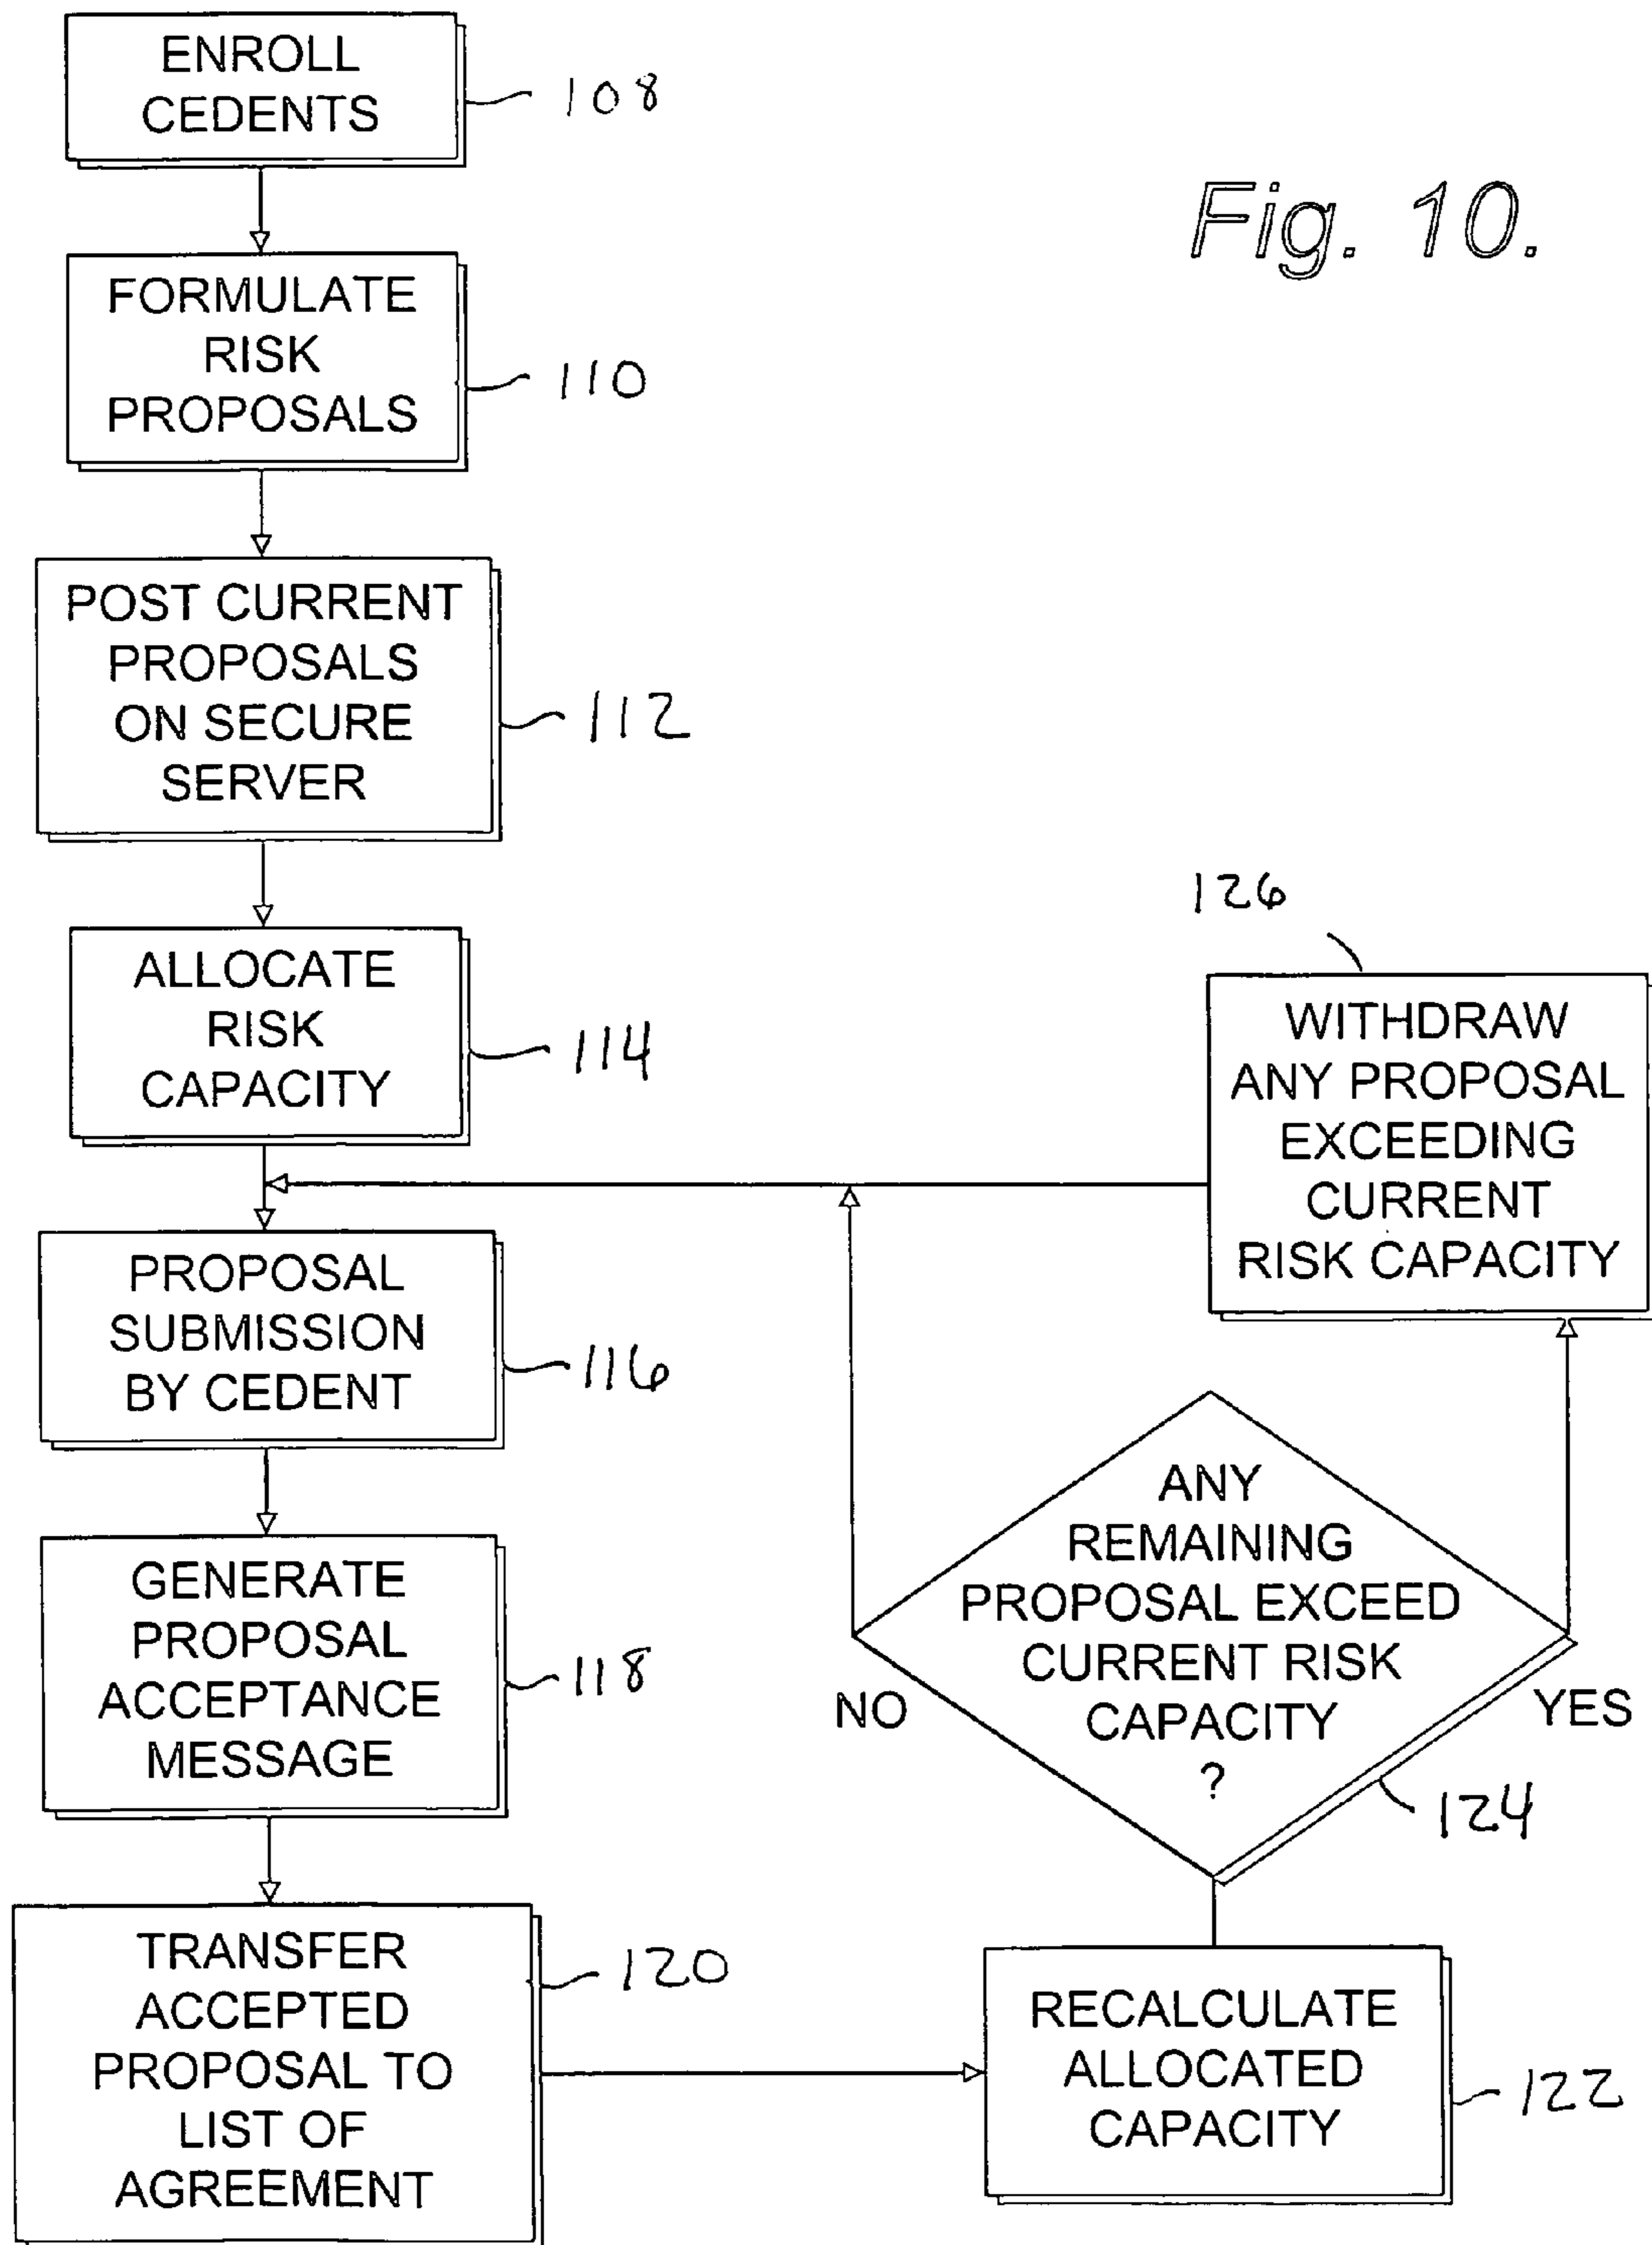 ENROLL
CEDENTS
108
Fig. 10.
FORMULATE
RISK
PROPOSALS
110
POST CURRENT
PROPOSALS
ON SECURE
SERVER
112
ALLOCATE
RISK
CAPACITY
114
126
WITHDRAW
ANY PROPOSAL
EXCEEDING
CURRENT
RISK CAPACITY
PROPOSAL
SUBMISSION
BY CEDENT
116
GENERATE
PROPOSAL
ACCEPTANCE
MESSAGE
118
ANY
REMAINING
PROPOSAL EXCEED
CURRENT RISK
CAPACITY
?
NO
YES
124
TRANSFER
ACCEPTED
PROPOSAL TO
LIST OF
AGREEMENT
120
RECALCULATE
ALLOCATED
CAPACITY
122